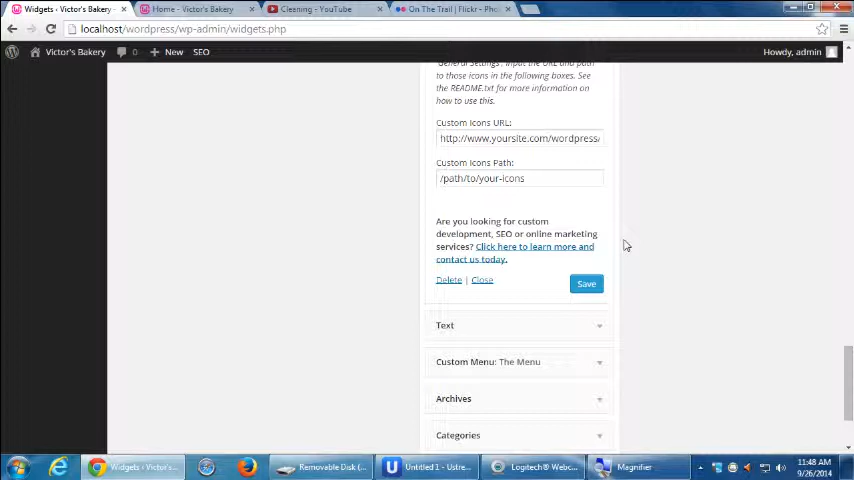 Widgets ‹ Victor's Bakery -
Home - Victor's Bakery
Cleaning - YouTube
On The Trail | Flickr - Pho
localhost/wordpress/wp-admin/widgets.php
Victor's Bakery
0
New
SEO
Howdy, admin
"General Settings". Input the URL and path
to those icons in the following boxes. See
the README.txt for more information on
how to use this.
Custom Icons URL:
http://www.yoursite.com/wordpress/
Custom Icons Path:
/path/to/your-icons
Are you looking for custom
development, SEO or online marketing
services? Click here to learn more and
contact us today.
Delete | Close
Save
Text
Custom Menu: The Menu
Archives
Categories
Widgets ‹ Victor's...
Removable Disk (...
Untitled 1 - Ustre...
Logitech® Webc...
Magnifier
11:48 AM
9/26/2014